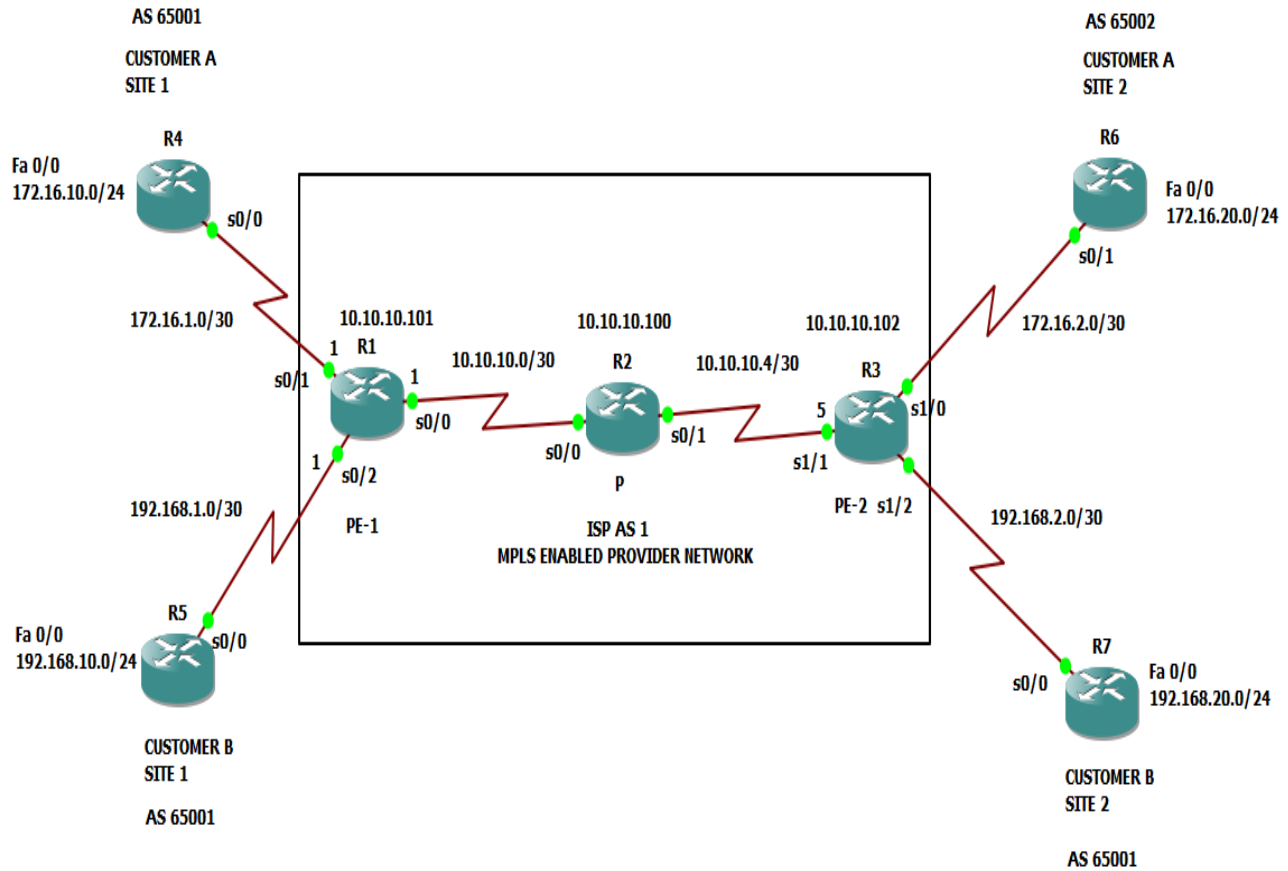 AS 65001
CUSTOMER A
SITE 1
R4
Fa 0/0
172.16.10.0/24
s0/0
172.16.1.0/30
AS 65002
CUSTOMER A
SITE 2
R6
Fa 0/0
172.16.20.0/24
s0/1
172.16.2.0/30
10.10.10.101
R1
1
s0/1
1
s0/0
1
s0/2
PE-1
10.10.10.0/30
10.10.10.100
R2
s0/0
s0/1
P
10.10.10.4/30
10.10.10.102
R3
5
s1/1
s1/0
PE-2 s1/2
ISP AS 1
MPLS ENABLED PROVIDER NETWORK
192.168.1.0/30
R5
s0/0
Fa 0/0
192.168.10.0/24
CUSTOMER B
SITE 1
AS 65001
192.168.2.0/30
R7
s0/0
Fa 0/0
192.168.20.0/24
CUSTOMER B
SITE 2
AS 65001